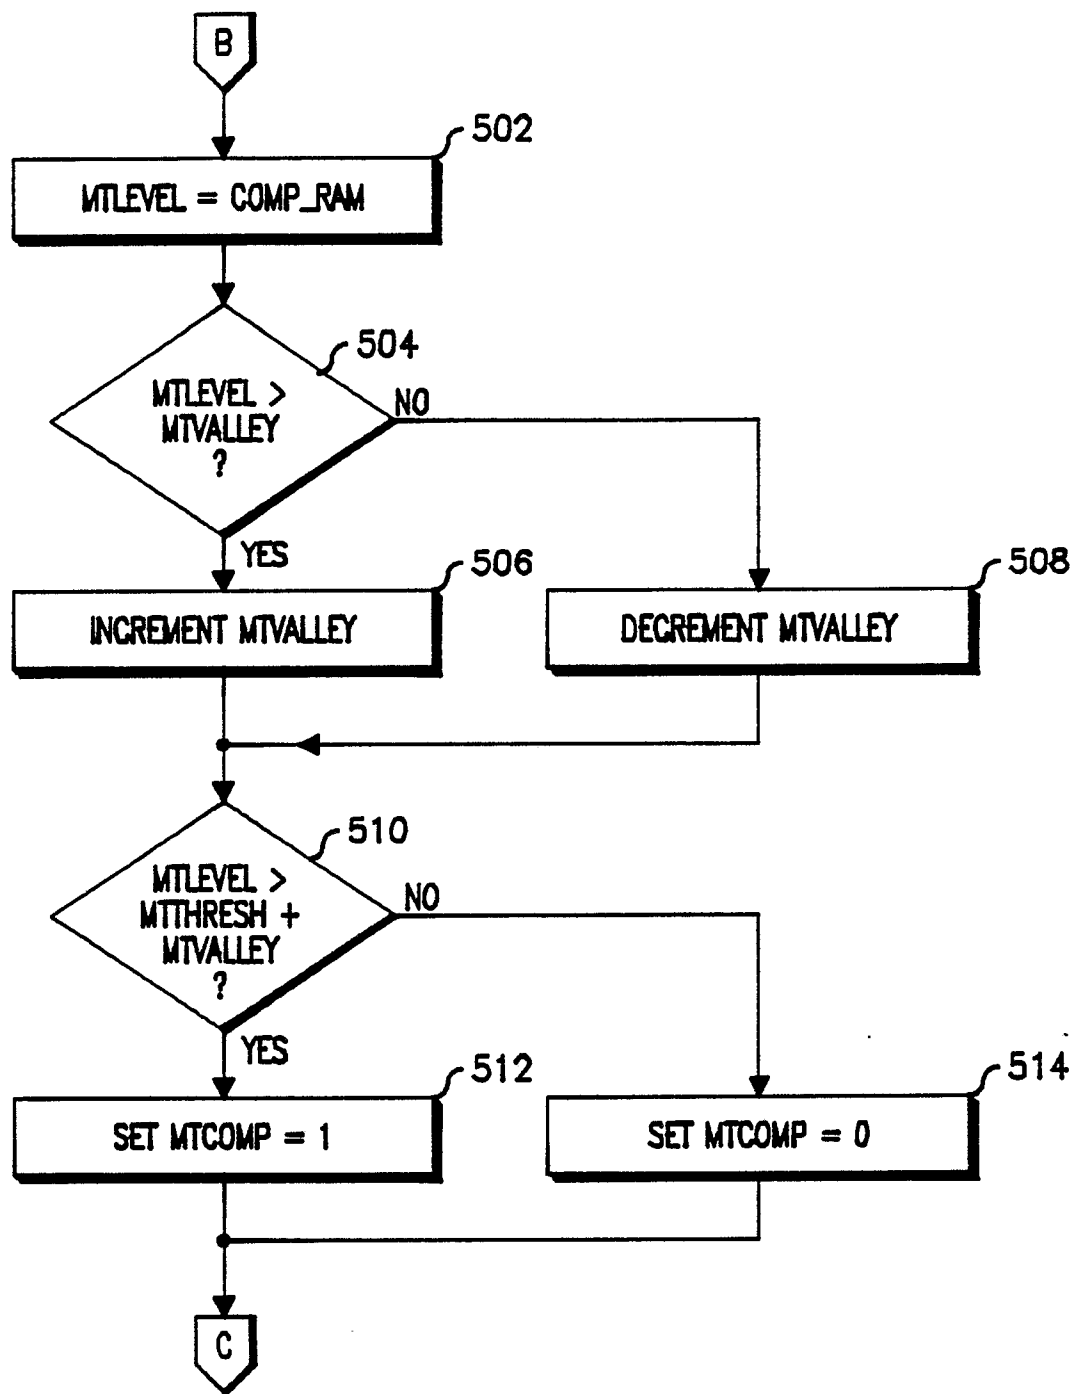 B
502
MTLEVEL = COMP_RAM
504
MTLEVEL >
MTVALLEY
?
NO
YES
506
INCREMENT MTVALLEY
508
DECREMENT MTVALLEY
510
MTLEVEL >
MTTHRESH +
MTVALLEY
?
NO
YES
512
SET MTCOMP = 1
514
SET MTCOMP = 0
C